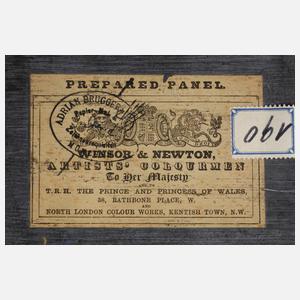 PREPARED PANEL.
ADRIAN BRUGGER
WINSOR & NEWTON,
ARTISTS' COLOURMEN
To Her Majesty
AND TO
T.R.H. THE PRINCE AND PRINCESS OF WALES,
38, RATHBONE PLACE, W.
AND
NORTH LONDON COLOUR WORKS, KENTISH TOWN, N.W.